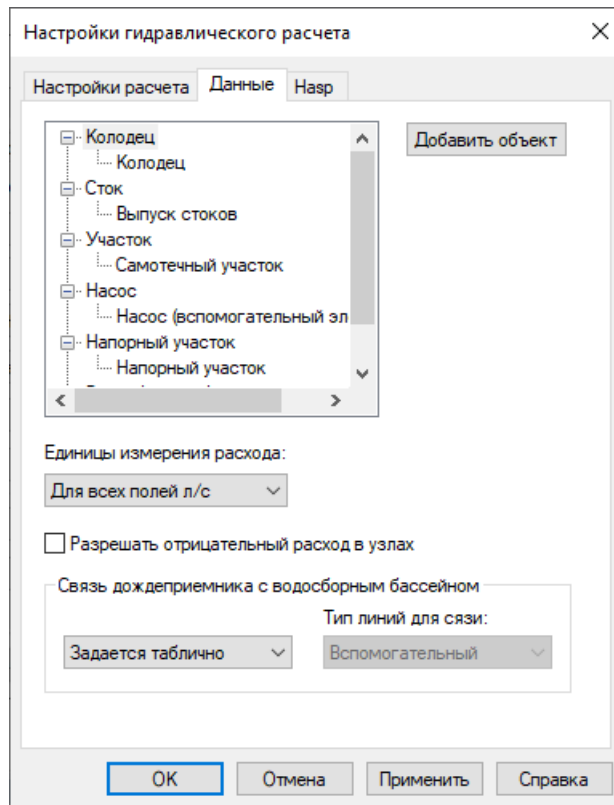 Настройки гидравлического расчета
Настройки расчета Данные Hasp
Колодец
Колодец
Сток
Выпуск стоков
Участок
Самотечный участок
Насос
Насос (вспомогательный эл
Напорный участок
Напорный участок
Добавить объект
Единицы измерения расхода:
Для всех полей л/с
Разрешать отрицательный расход в узлах
Связь дождеприемника с водосборным бассейном
Тип линий для сязи:
Задается таблично
Вспомогательный
OK Отмена Применить Справка